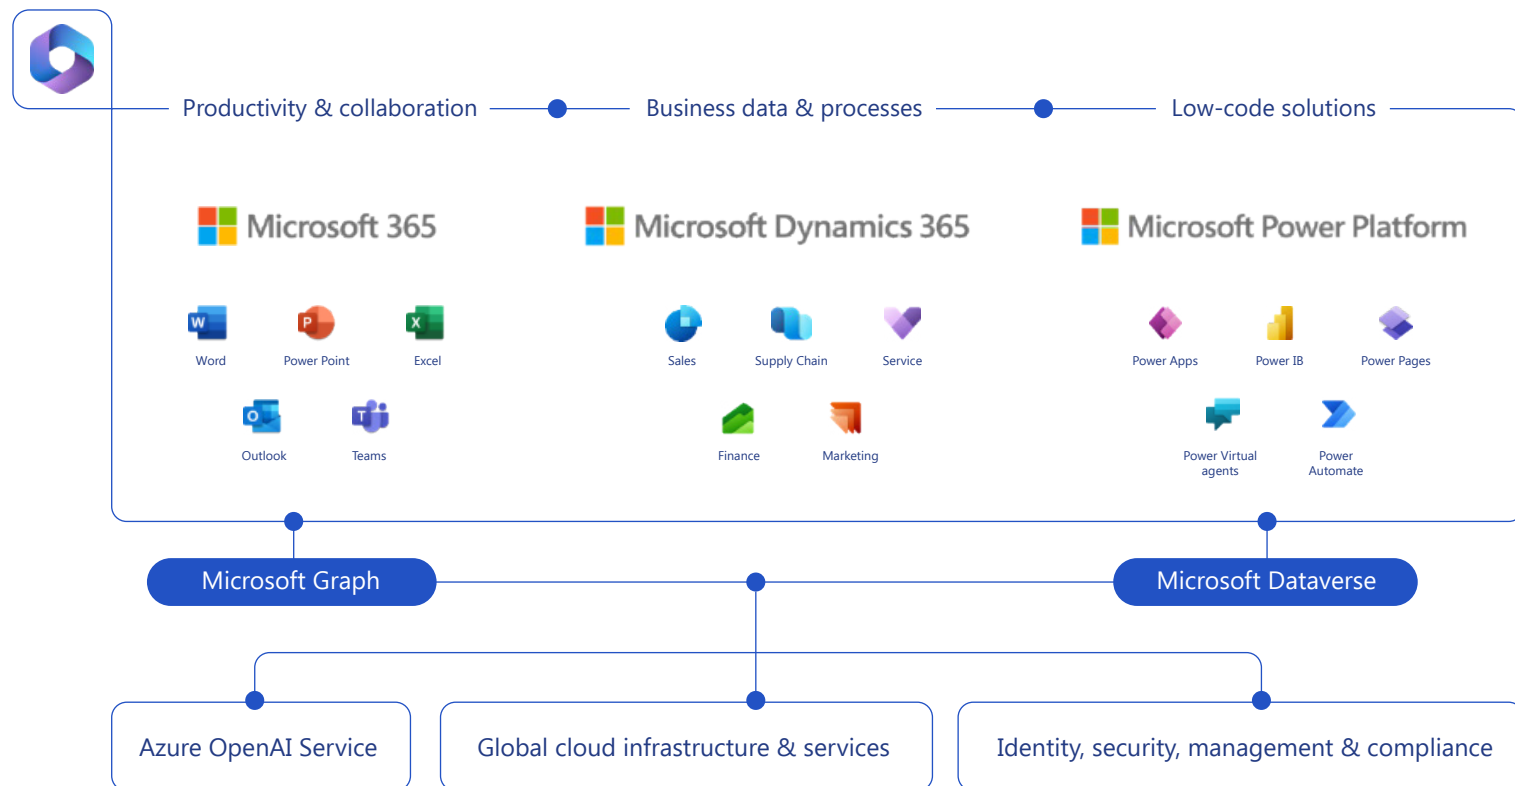 Productivity & collaboration
Business data & processes
Low-code solutions
Microsoft 365
Microsoft Dynamics 365
Microsoft Power Platform
W
P
X
Word
Power Point
Excel
Sales
Supply Chain
Service
Power Apps
Power IB
Power Pages
O
T
Outlook
Teams
Finance
Marketing
Power Virtual
agents
Power
Automate
Microsoft Graph
Microsoft Dataverse
Azure OpenAI Service
Global cloud infrastructure & services
Identity, security, management & compliance